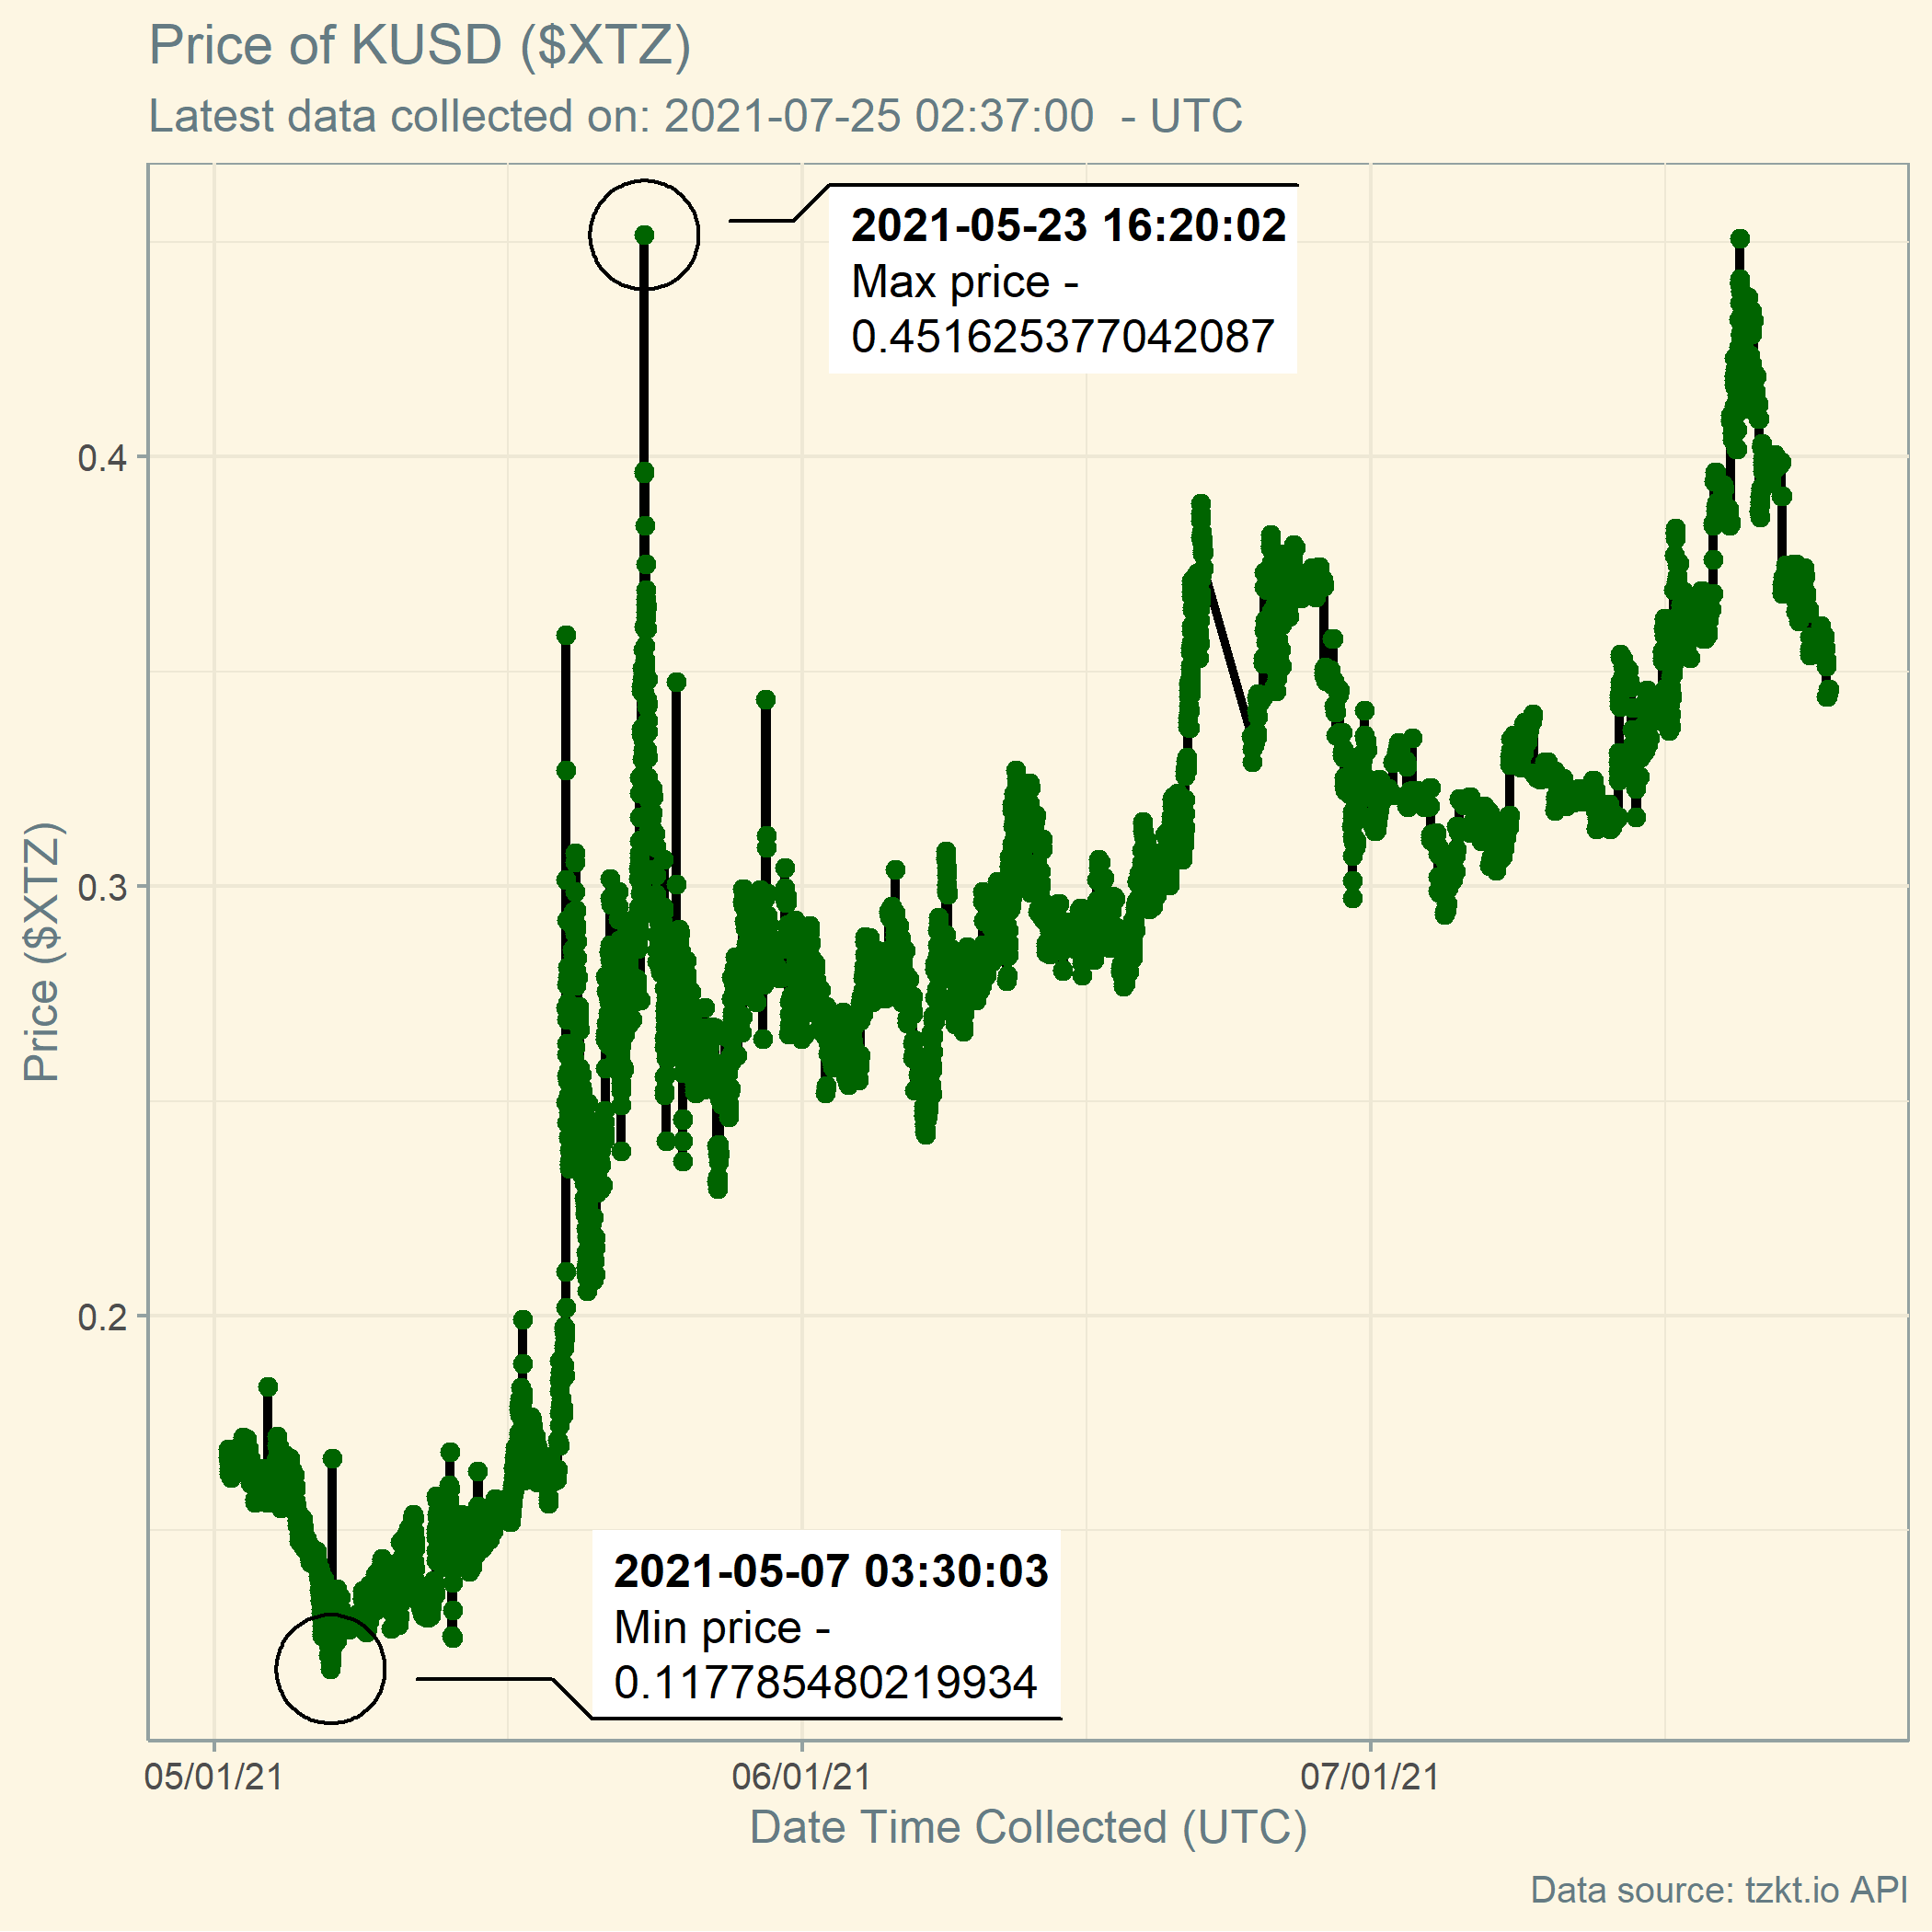 Price of KUSD ($XTZ)
Latest data collected on: 2021-07-25 02:37:00  - UTC
2021-05-23 16:20:02
Max price -
0.451625377042087
0.4
0.3
0.2
Price ($XTZ)
2021-05-07 03:30:03
Min price -
0.117785480219934
05/01/21
06/01/21
07/01/21
Date Time Collected (UTC)
Data source: tzkt.io API